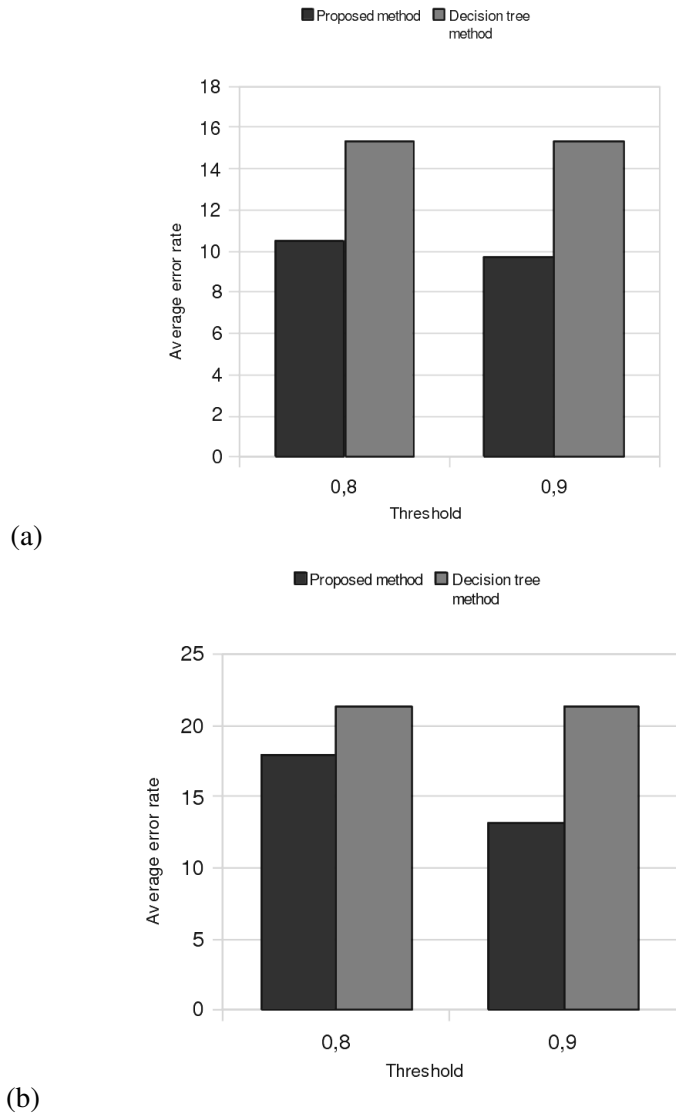 Proposed method Decision tree
method
18
16
14
12
10
8
6
4
2
0
Average error rate
0,8 0,9
Threshold
(a)
Proposed method Decision tree
method
25
20
15
10
5
0
Average error rate
0,8 0,9
Threshold
(b)